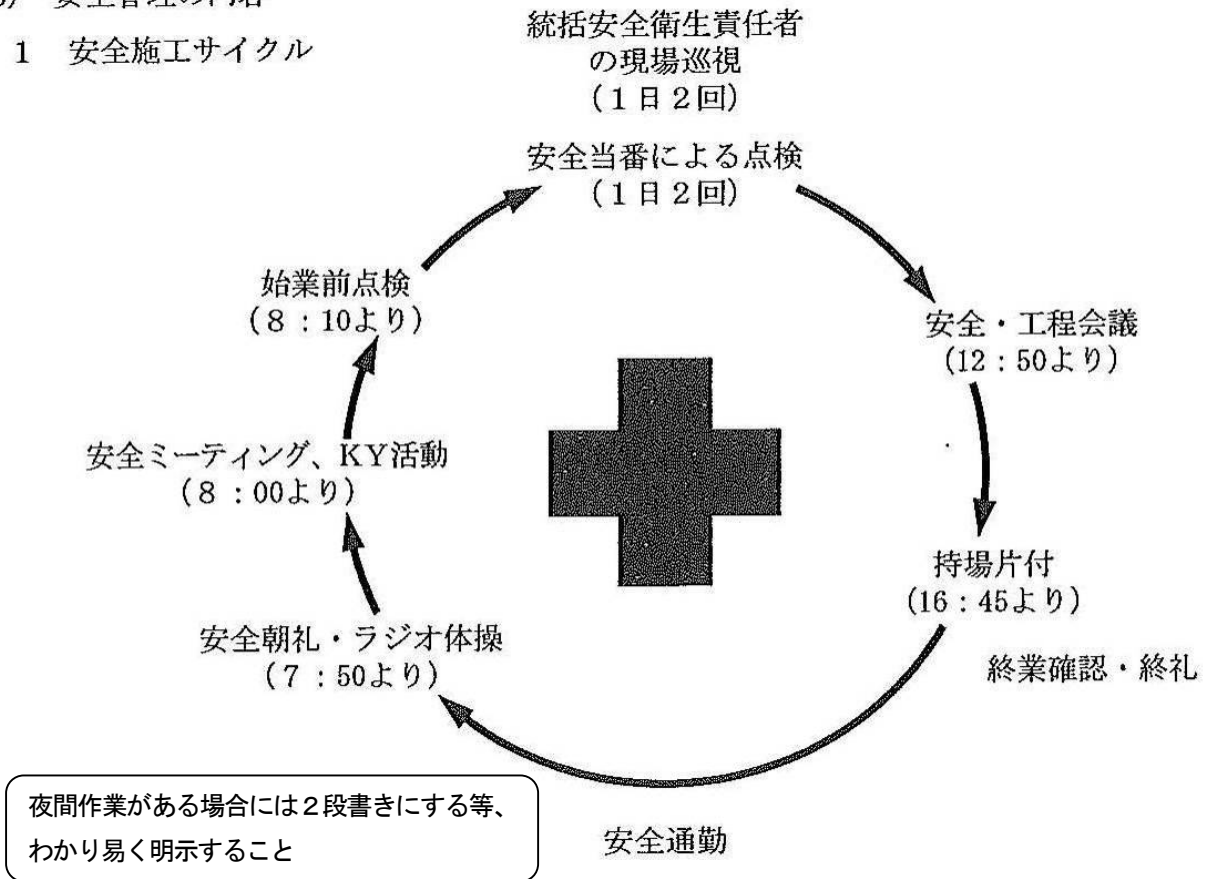 1 安全施工サイクル
統括安全衛生責任者
の現場巡視
(1日2回)
安全当番による点検
(1日2回)
安全・工程会議
(12:50より)
持場片付
(16:45より)
終業確認・終礼
安全通勤
安全朝礼・ラジオ体操
(7:50より)
安全ミーティング、KY活動
(8:00より)
始業前点検
(8:10より)
夜間作業がある場合には2段書きにする等、
わかり易く明示すること